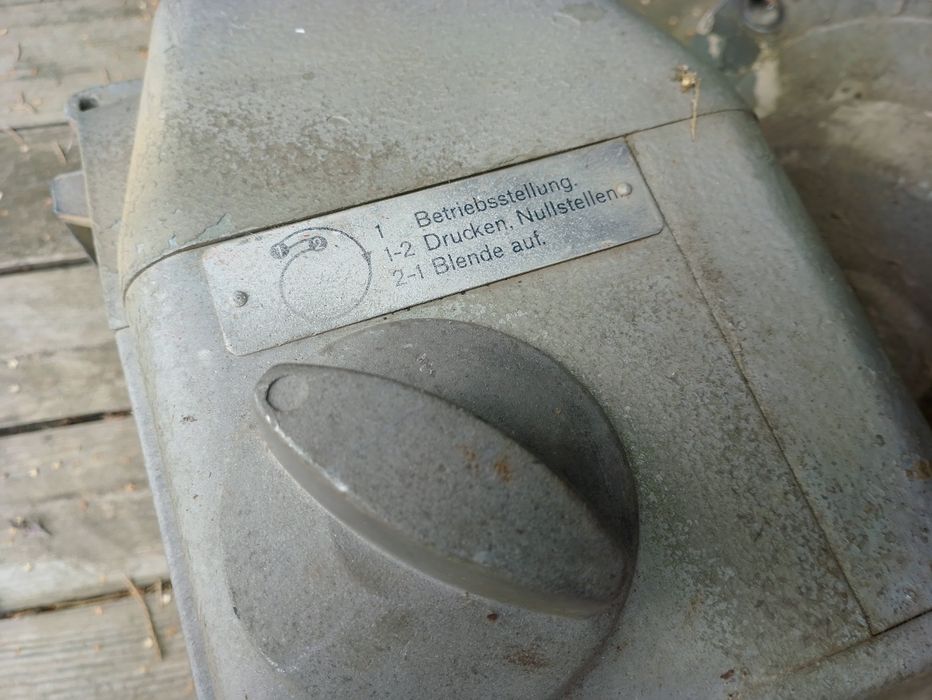 1 Betriebsstellung.
1-2 Drucken, Nullstellen.
2-1 Blende auf.